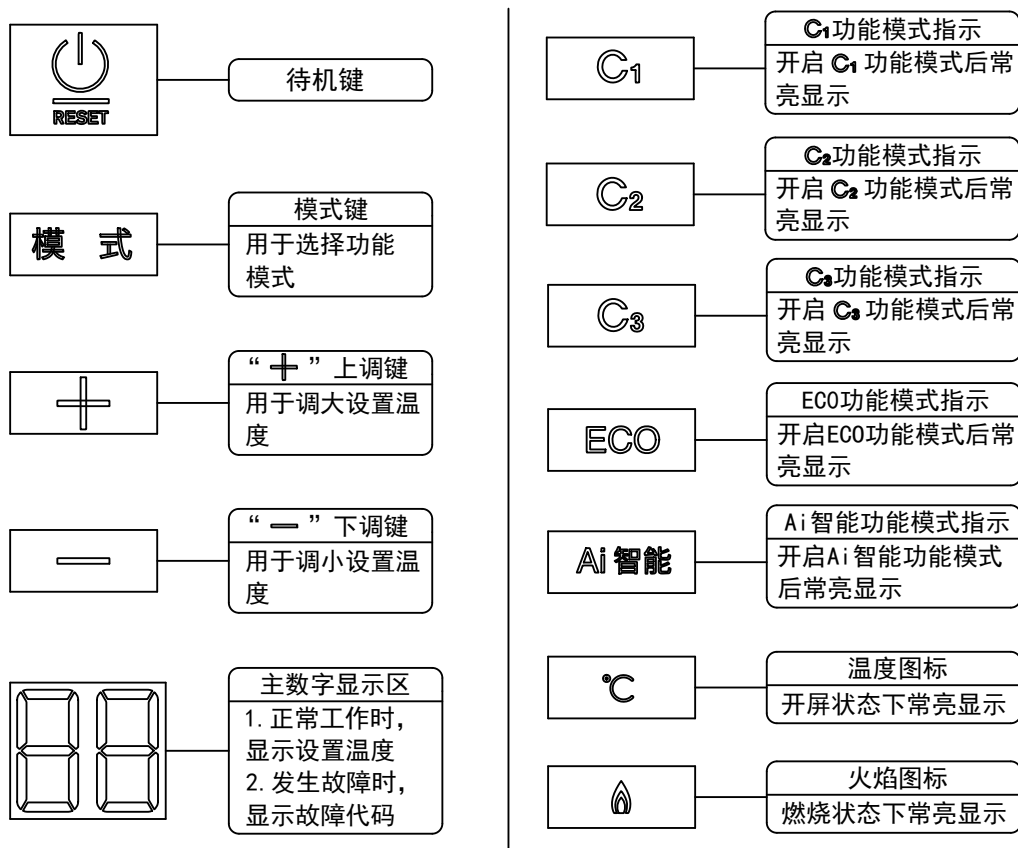 RESET
待机键
模 式
模式键
用于选择功能
模式
“＋”上调键
用于调大设置温
度
“—”下调键
用于调小设置温
度
主数字显示区
1. 正常工作时，
显示设置温度
2. 发生故障时，
显示故障代码
C₁
C₁功能模式指示
开启 C₁ 功能模式后常
亮显示
C₂
C₂功能模式指示
开启 C₂ 功能模式后常
亮显示
C₃
C₃功能模式指示
开启 C₃ 功能模式后常
亮显示
ECO
ECO功能模式指示
开启ECO功能模式后常
亮显示
Ai 智能
Ai智能功能模式指示
开启Ai智能功能模式
后常亮显示
℃
温度图标
开屏状态下常亮显示
火焰图标
燃烧状态下常亮显示